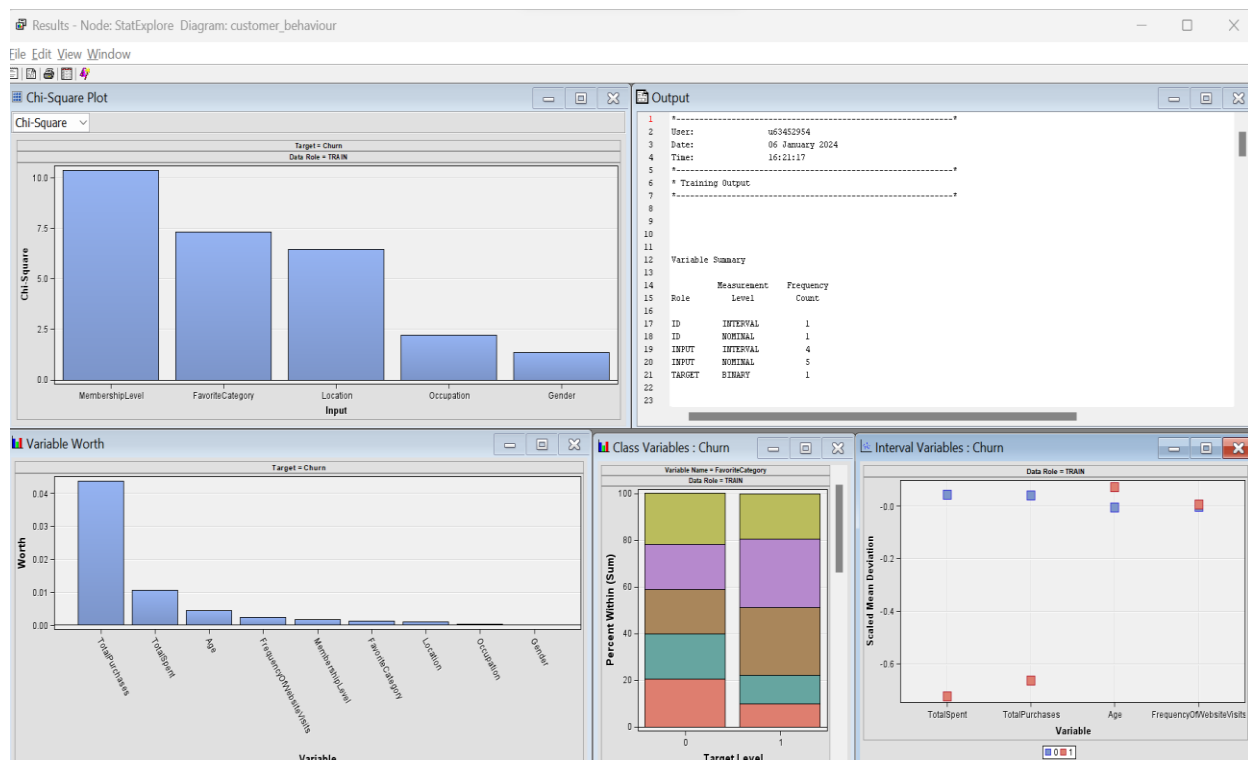 Results - Node: StatExplore Diagram: customer_behaviour
File Edit View Window
Chi-Square Plot
Chi-Square
Target = Churn
Data Role = TRAIN
10.0
7.5
5.0
2.5
0.0
Chi-Square
MembershipLevel FavoriteCategory Location Occupation Gender
Input
Output
1 *------------------------------------------------------------*
2 User: u63452954
3 Date: 06 January 2024
4 Time: 16:21:17
5 *------------------------------------------------------------*
6 * Training Output
7 *------------------------------------------------------------*
8
9
10
11
12 Variable Summary
13
14 Measurement Frequency
15 Role Level Count
16
17 ID INTERVAL 1
18 ID NOMINAL 1
19 INPUT INTERVAL 4
20 INPUT NOMINAL 5
21 TARGET BINARY 1
22
23
Variable Worth
Target = Churn
0.04
0.03
0.02
0.01
0.00
Worth
TotalPurchases TotalSpent Age FrequencyOfWebsiteVisits MembershipLevel FavoriteCategory Location Occupation Gender
Variable
Class Variables : Churn
Variable Name = FavoriteCategory
Data Role = TRAIN
100
80
60
40
20
0
Percent Within (Sum)
0 1
Target Level
Interval Variables : Churn
Data Role = TRAIN
-0.0
-0.2
-0.4
-0.6
Scaled Mean Deviation
TotalSpent TotalPurchases Age FrequencyOfWebsiteVisits
Variable
0 1